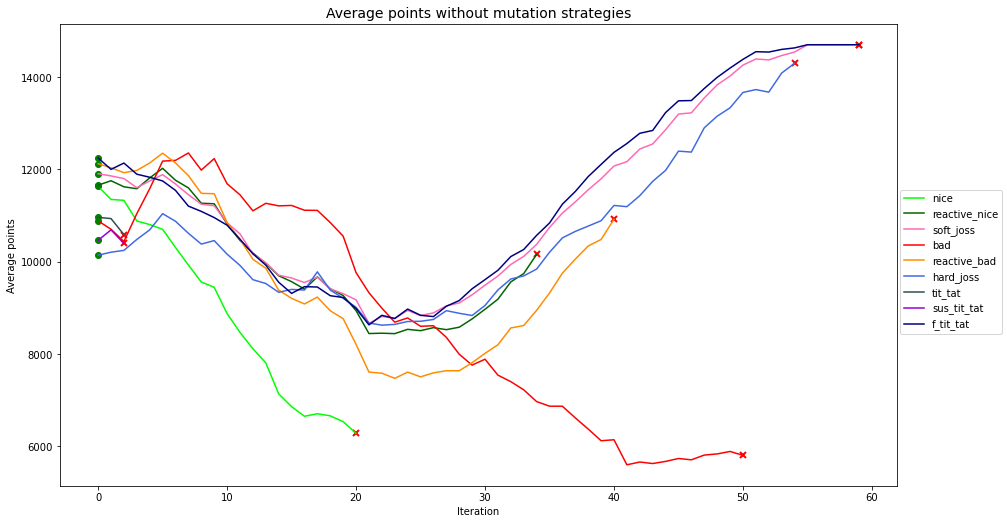 Average points without mutation strategies
Average points
14000
12000
10000
8000
6000
0
10
20
30
40
50
60
Iteration
nice
reactive_nice
soft_joss
bad
reactive_bad
hard_joss
tit_tat
sus_tit_tat
f_tit_tat